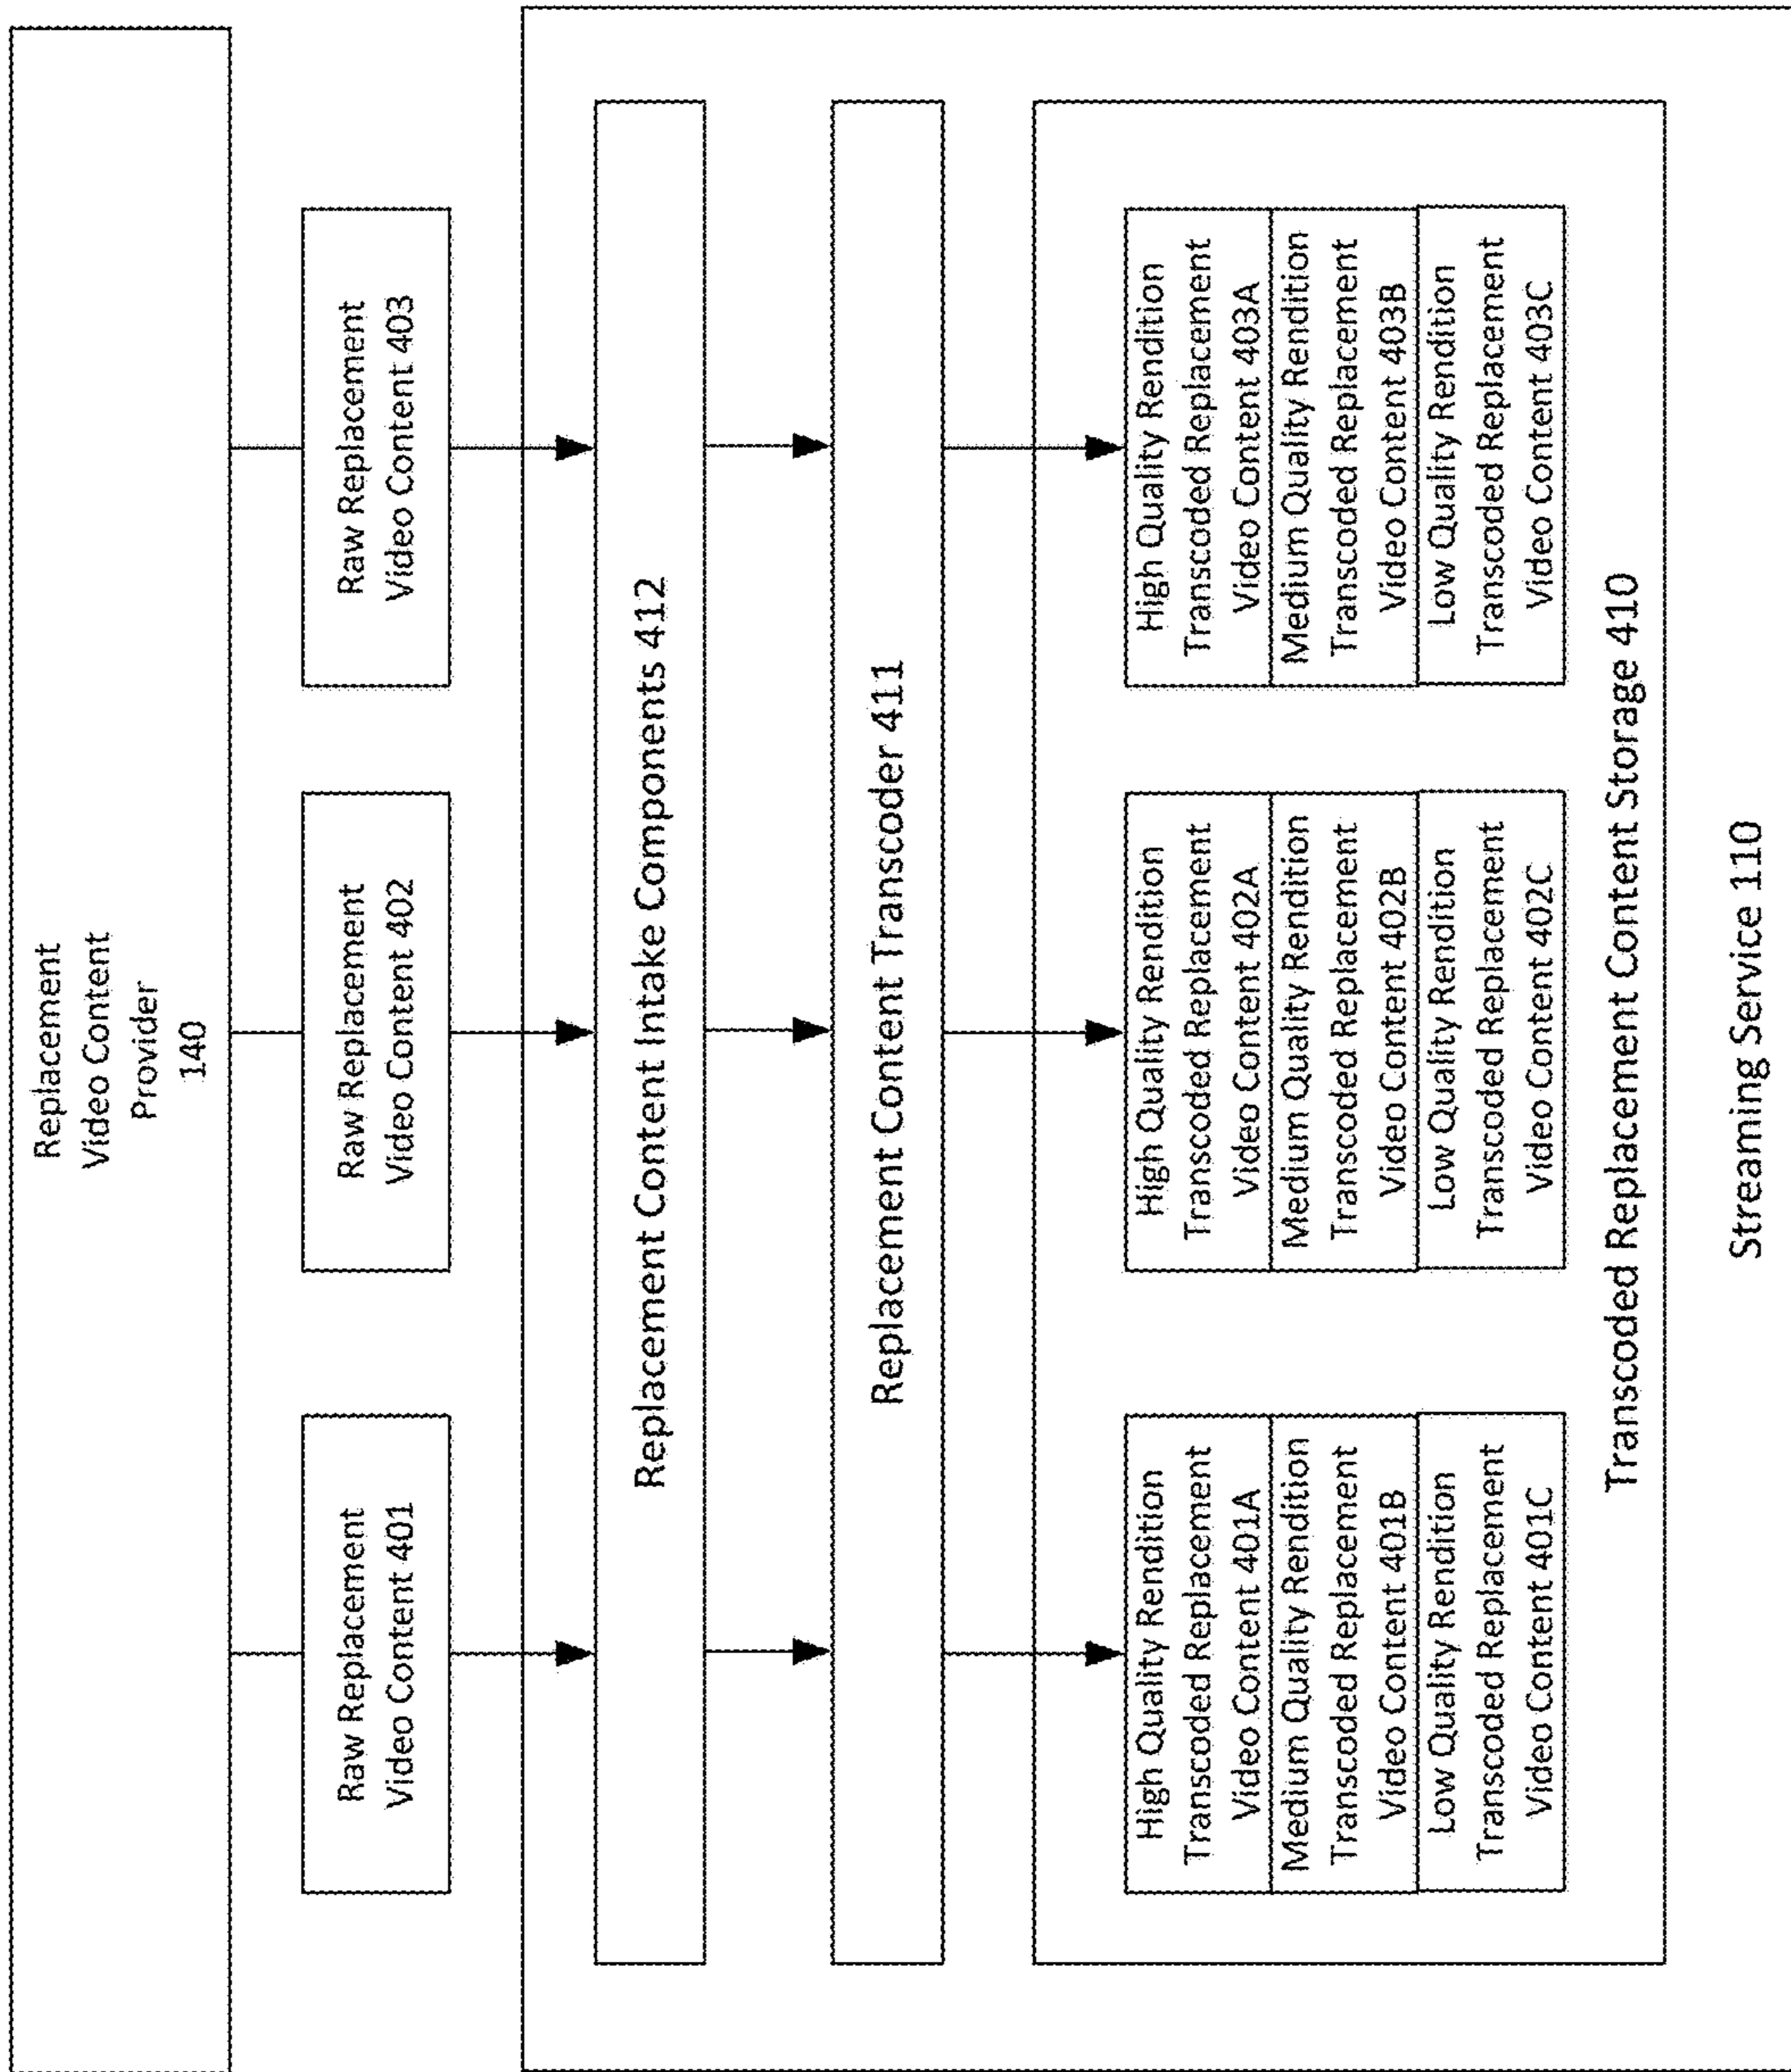 Replacement
Video Content
Provider
140
Raw Replacement
Video Content 401
Raw Replacement
Video Content 402
Raw Replacement
Video Content 403
Replacement Content Intake Components 412
Replacement Content Transcoder 411
High Quality Rendition
Transcoded Replacement
Video Content 401A
Medium Quality Rendition
Transcoded Replacement
Video Content 401B
Low Quality Rendition
Transcoded Replacement
Video Content 401C
High Quality Rendition
Transcoded Replacement
Video Content 402A
Medium Quality Rendition
Transcoded Replacement
Video Content 402B
Low Quality Rendition
Transcoded Replacement
Video Content 402C
High Quality Rendition
Transcoded Replacement
Video Content 403A
Medium Quality Rendition
Transcoded Replacement
Video Content 403B
Low Quality Rendition
Transcoded Replacement
Video Content 403C
Transcoded Replacement Content Storage 410
Streaming Service 110